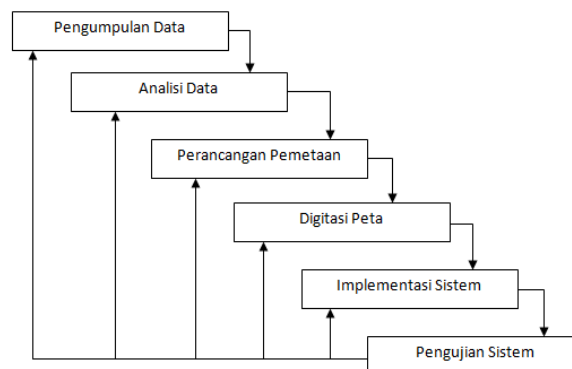 Pengumpulan Data
Analisi Data
Perancangan Pemetaan
Digitasi Peta
Implementasi Sistem
Pengujian Sistem